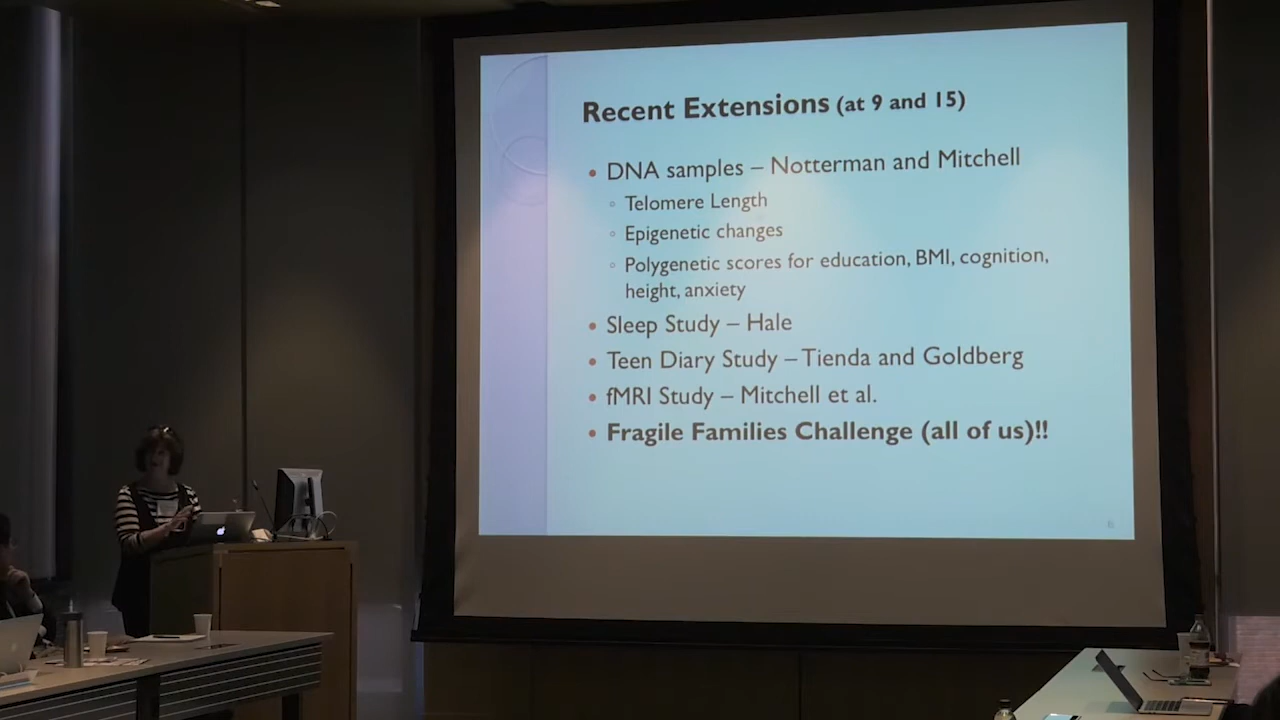 Recent Extensions (at 9 and 15)
• DNA samples – Notterman and Mitchell
◦ Telomere Length
◦ Epigenetic changes
◦ Polygenetic scores for education, BMI, cognition,
height, anxiety
• Sleep Study – Hale
• Teen Diary Study – Tienda and Goldberg
• fMRI Study – Mitchell et al.
• Fragile Families Challenge (all of us)!!